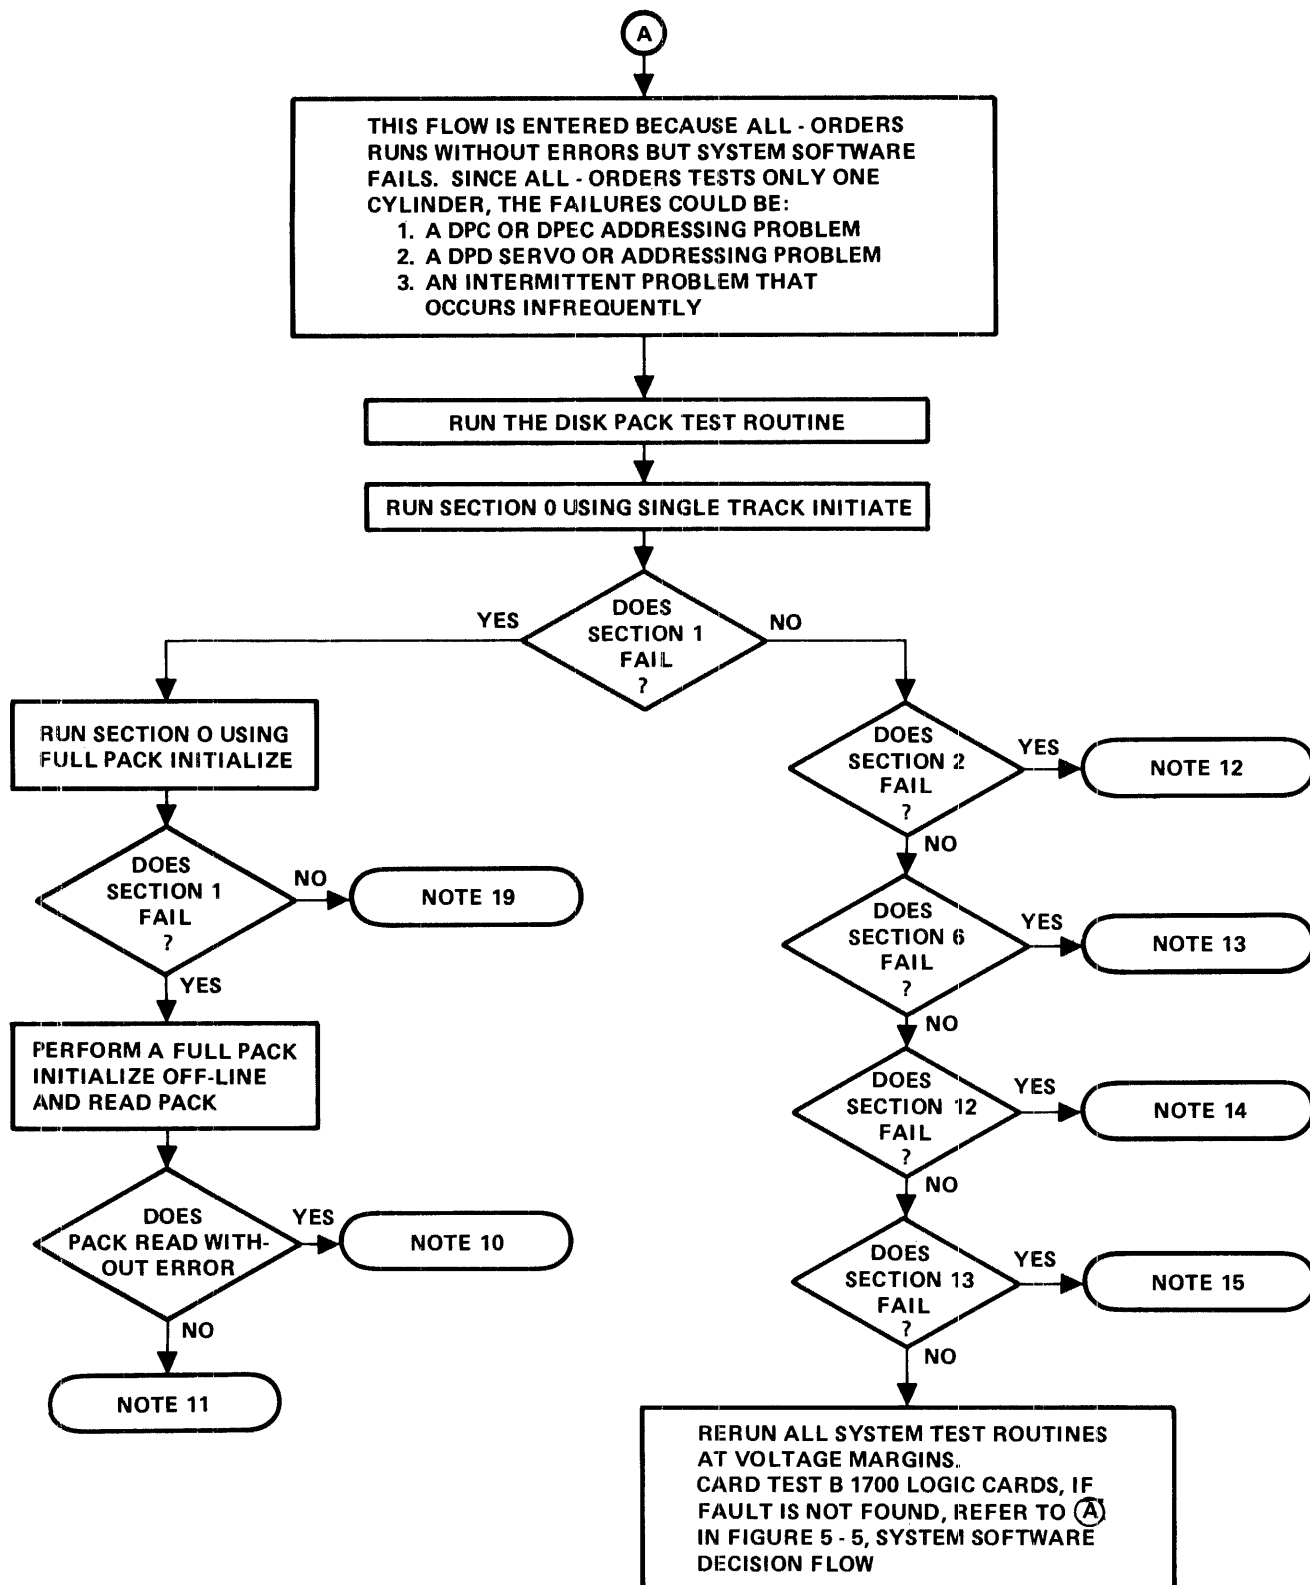 A
THIS FLOW IS ENTERED BECAUSE ALL - ORDERS
RUNS WITHOUT ERRORS BUT SYSTEM SOFTWARE
FAILS. SINCE ALL - ORDERS TESTS ONLY ONE
CYLINDER, THE FAILURES COULD BE:
1. A DPC OR DPEC ADDRESSING PROBLEM
2. A DPD SERVO OR ADDRESSING PROBLEM
3. AN INTERMITTENT PROBLEM THAT
OCCURS INFREQUENTLY
RUN THE DISK PACK TEST ROUTINE
RUN SECTION 0 USING SINGLE TRACK INITIATE
DOES
SECTION 1
FAIL
?
YES
NO
RUN SECTION O USING
FULL PACK INITIALIZE
DOES
SECTION 1
FAIL
?
NO
NOTE 19
YES
PERFORM A FULL PACK
INITIALIZE OFF-LINE
AND READ PACK
DOES
PACK READ WITH-
OUT ERROR
YES
NOTE 10
NO
NOTE 11
DOES
SECTION 2
FAIL
?
YES
NOTE 12
NO
DOES
SECTION 6
FAIL
?
YES
NOTE 13
NO
DOES
SECTION 12
FAIL
?
YES
NOTE 14
NO
DOES
SECTION 13
FAIL
?
YES
NOTE 15
NO
RERUN ALL SYSTEM TEST ROUTINES
AT VOLTAGE MARGINS.
CARD TEST B 1700 LOGIC CARDS, IF
FAULT IS NOT FOUND, REFER TO A
IN FIGURE 5 - 5, SYSTEM SOFTWARE
DECISION FLOW